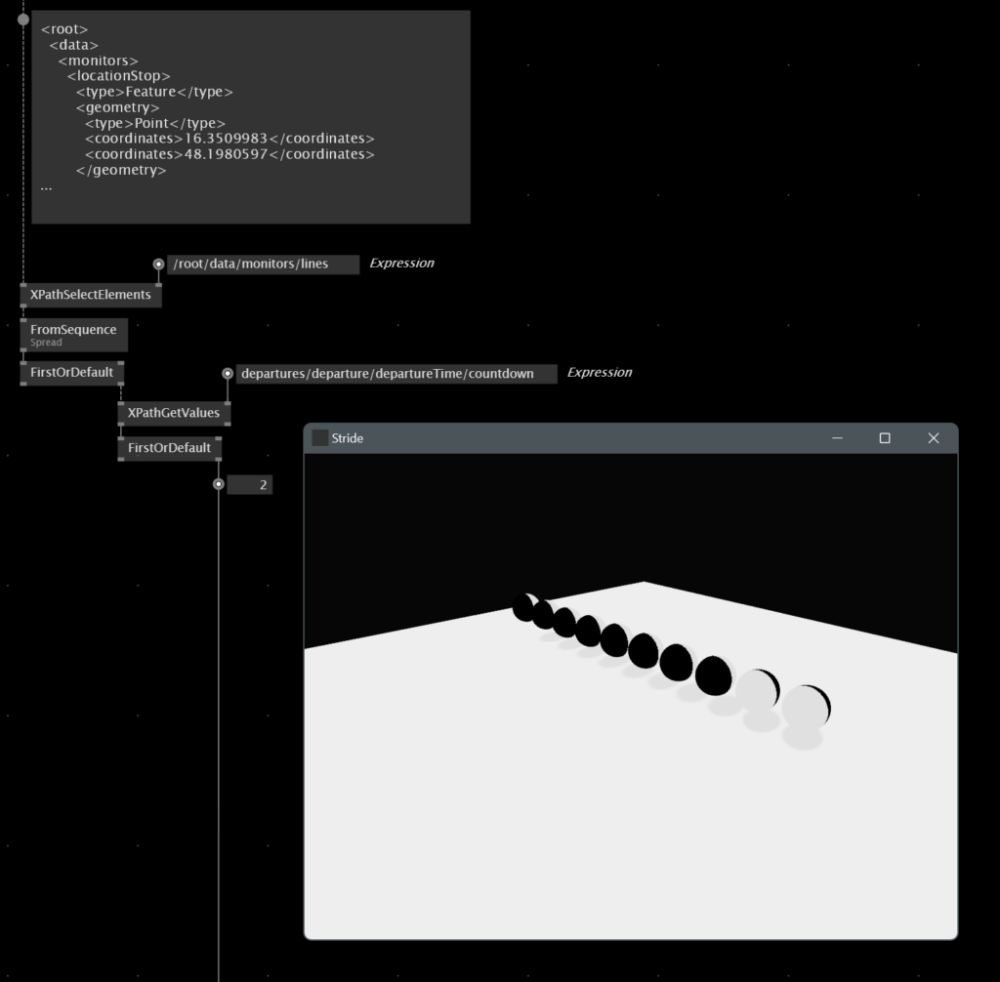 <root>
<data>
<monitors>
<locationStop>
<type>Feature</type>
<geometry>
<type>Point</type>
<coordinates>16.3509983</coordinates>
<coordinates>48.1980597</coordinates>
</geometry>
...
/root/data/monitors/lines Expression
XPathSelectElements
FromSequence
Spread
FirstOrDefault
departures/departure/departureTime/countdown Expression
XPathGetValues
FirstOrDefault
Stride
2